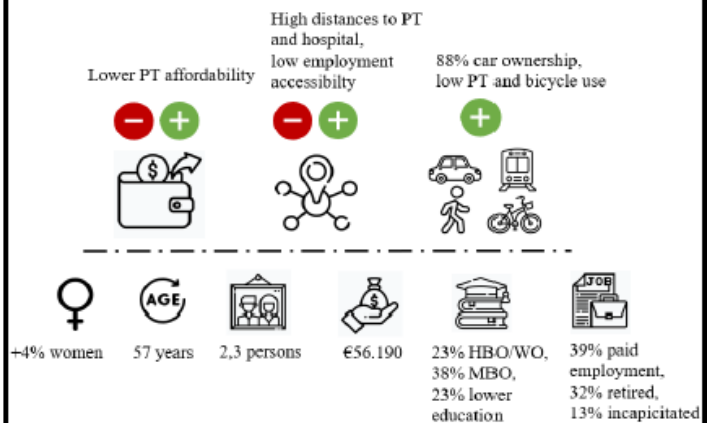 High distances to PT
and hospital,
low employment
accessibilty
Lower PT affordability
88% car ownership,
low PT and bicycle use
$
AGE
$
JOB
+4% women
57 years
2,3 persons
€56.190
23% HBO/WO,
38% MBO,
23% lower
education
39% paid
employment,
32% retired,
13% incapicitated